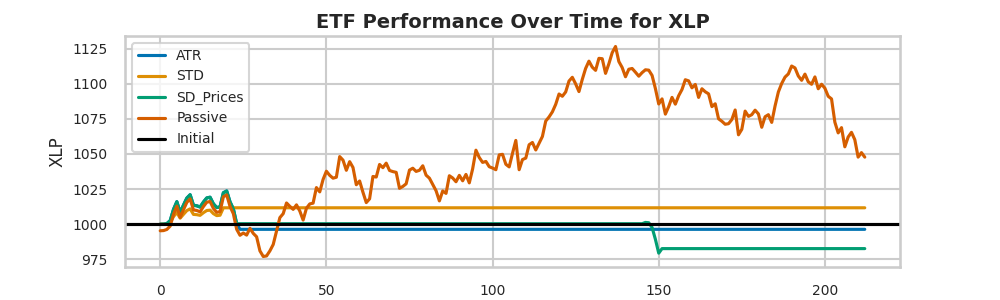 ETF Performance Over Time for XLP
XLP
1125
1100
1075
1050
1025
1000
975
ATR
STD
SD_Prices
Passive
Initial
0
50
100
150
200